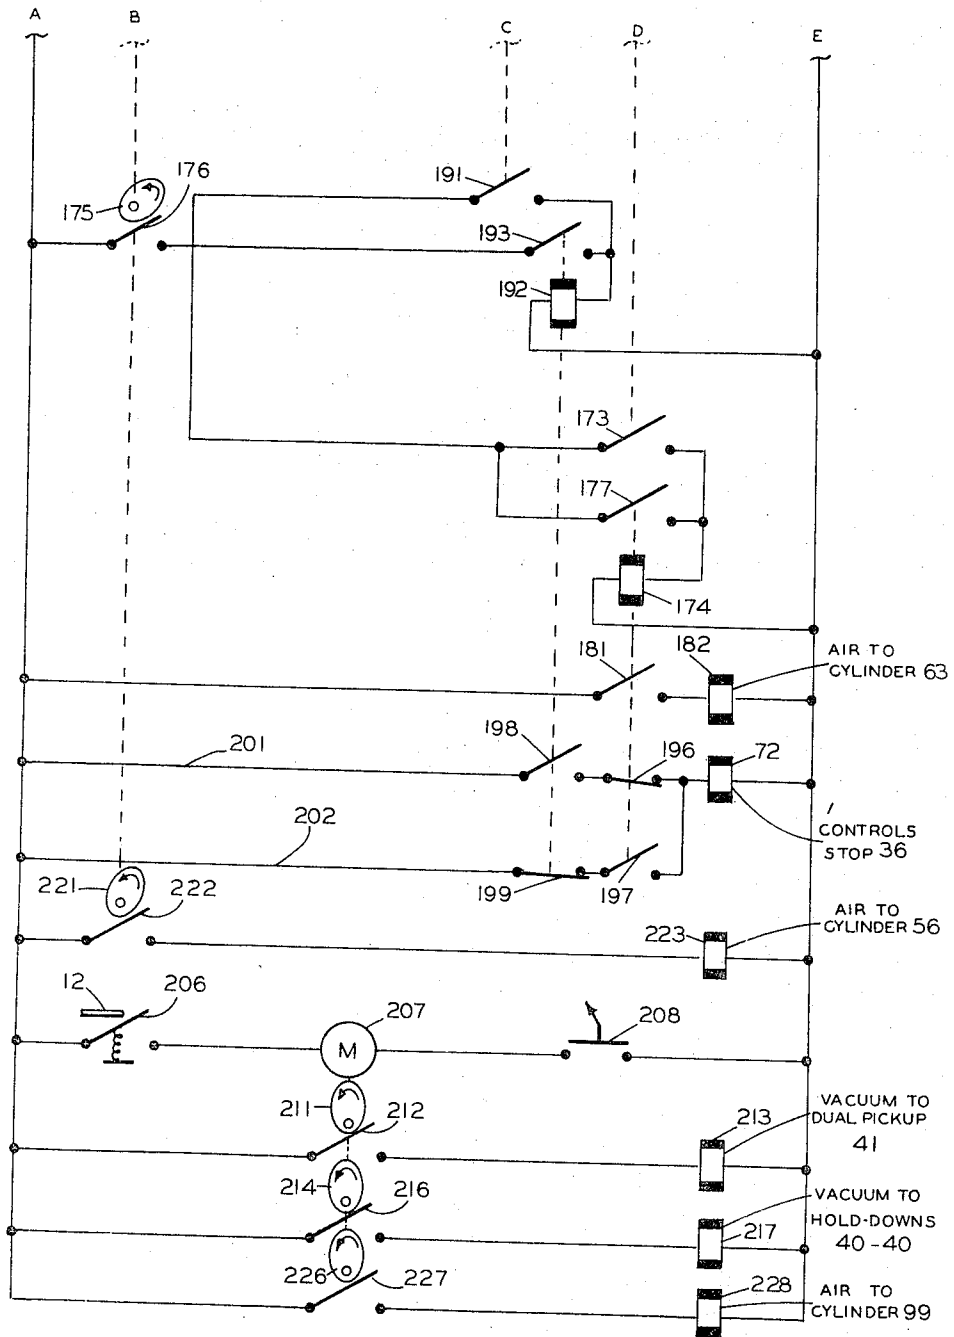 A
B
C
D
E
176
191
175
193
192
173
177
174
181
182
AIR TO
CYLINDER 63
198
201
196
72
CONTROLS
STOP 36
202
221
222
199
197
AIR TO
CYLINDER 56
223
12
206
207
208
M
211
212
213
VACUUM TO
DUAL PICKUP
41
214
216
VACUUM TO
HOLD-DOWNS
40-40
217
226
227
228
AIR TO
CYLINDER 99